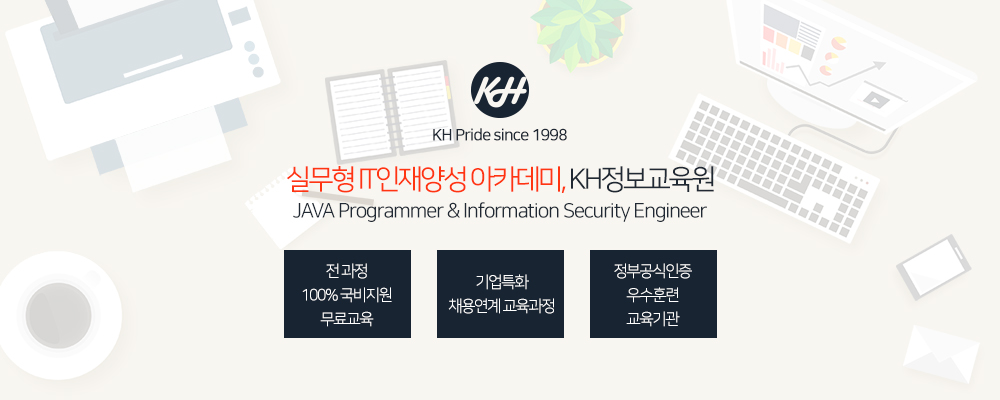 KH
KH Pride since 1998
실무형 IT인재양성 아카데미, KH정보교육원
JAVA Programmer & Information Security Engineer
전 과정
100% 국비지원
무료교육
기업특화
채용연계 교육과정
정부공식인증
우수훈련
교육기관